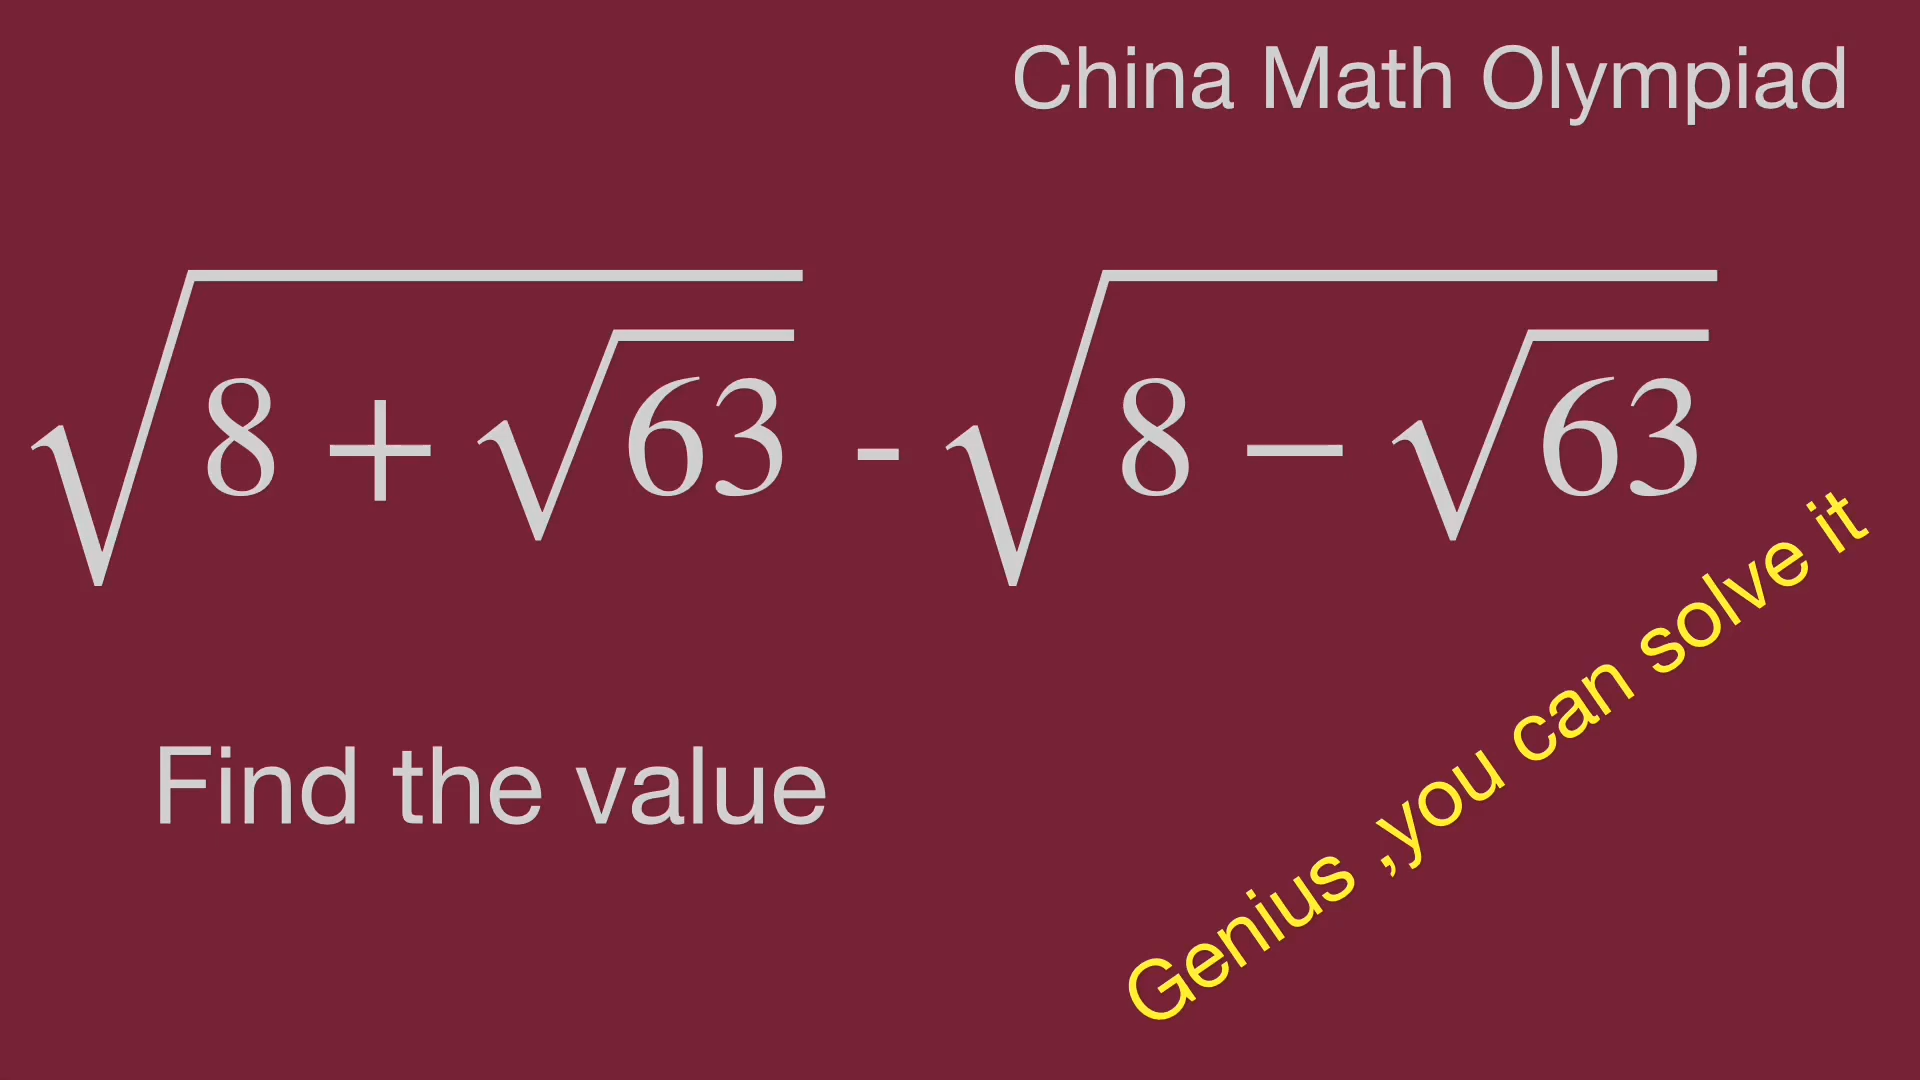 China Math Olympiad
√(8 + √63) - √(8 − √63)
Find the value
Genius ,you can solve it